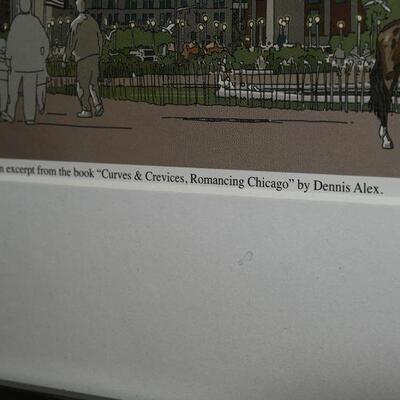 n excerpt from the book “Curves & Crevices, Romancing Chicago” by Dennis Alex.